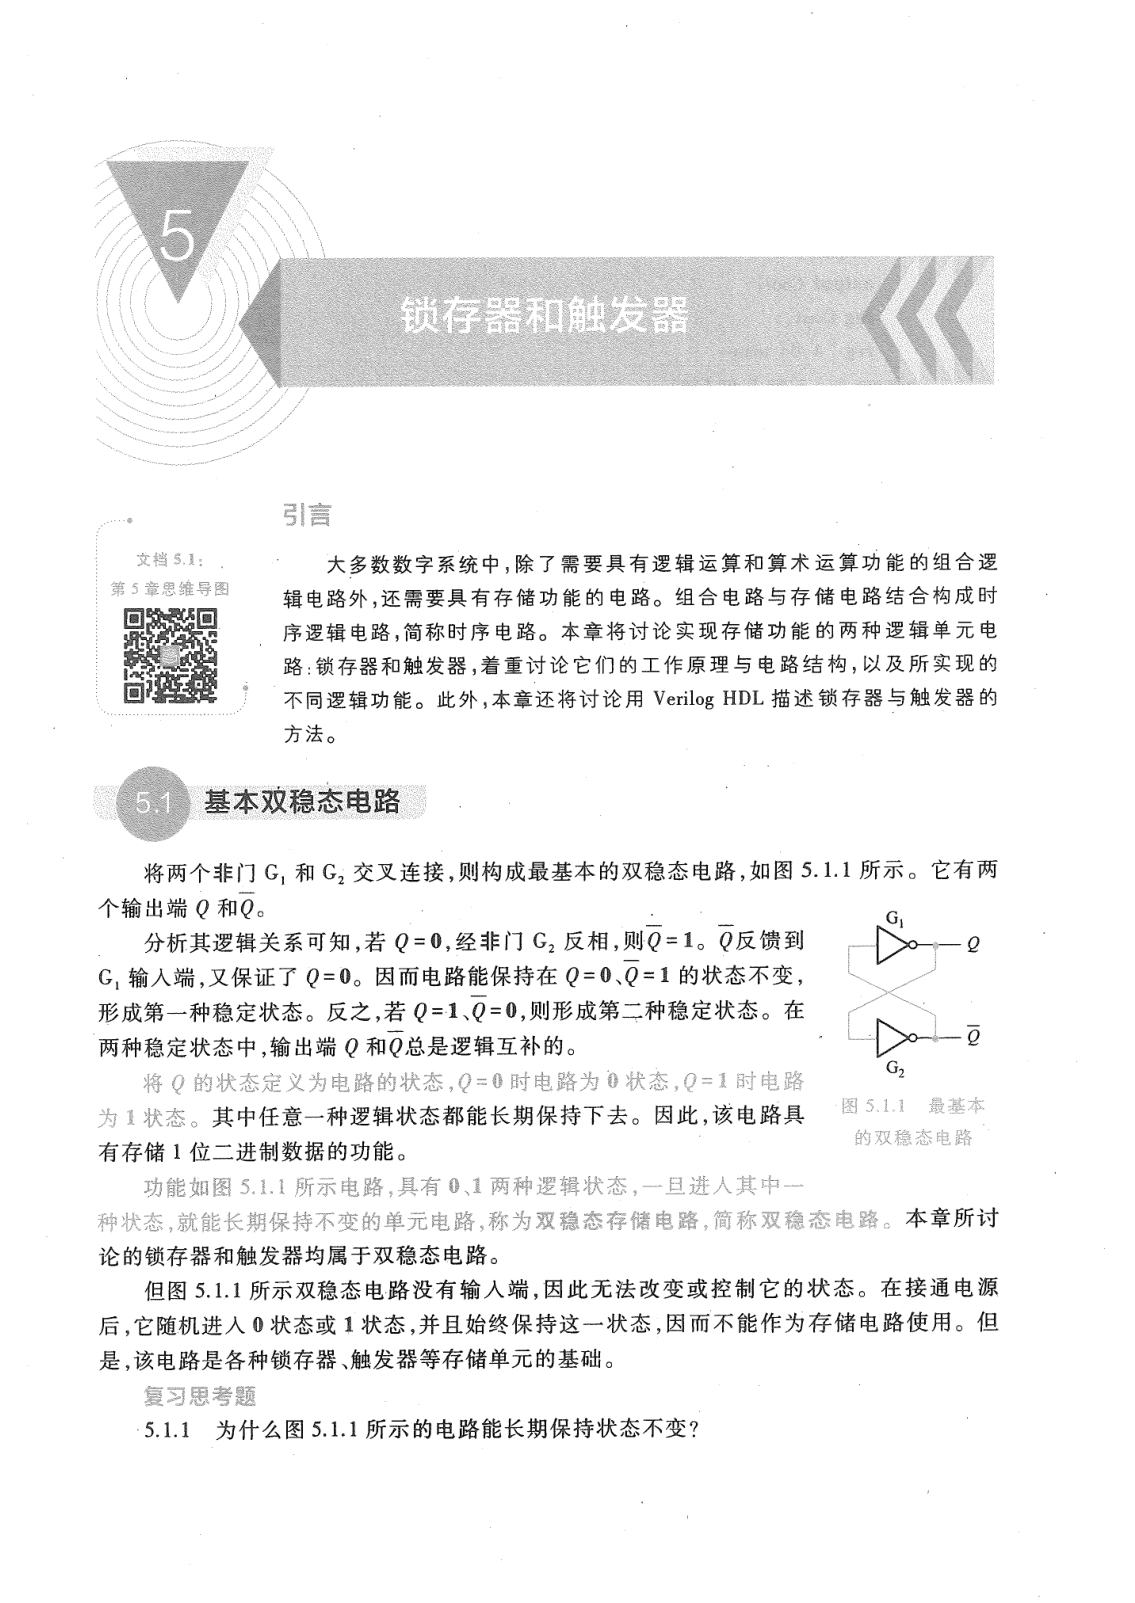 5
锁存器和触发器
引言
文档 5.1:
第 5 章思维导图
大多数数字系统中,除了需要具有逻辑运算和算术运算功能的组合逻
辑电路外,还需要具有存储功能的电路。组合电路与存储电路结合构成时
序逻辑电路,简称时序电路。本章将讨论实现存储功能的两种逻辑单元电
路:锁存器和触发器,着重讨论它们的工作原理与电路结构,以及所实现的
不同逻辑功能。此外,本章还将讨论用 Verilog HDL 描述锁存器与触发器的
方法。
5.1 基本双稳态电路
将两个非门 G₁ 和 G₂ 交叉连接,则构成最基本的双稳态电路,如图 5.1.1 所示。它有两
个输出端 Q 和Q̅。
分析其逻辑关系可知,若 Q=0,经非门 G₂ 反相,则Q̅=1。Q̅反馈到
G₁ 输入端,又保证了 Q=0。因而电路能保持在 Q=0、Q̅=1 的状态不变,
形成第一种稳定状态。反之,若 Q=1、Q̅=0,则形成第二种稳定状态。在
两种稳定状态中,输出端 Q 和Q̅总是逻辑互补的。
将 Q 的状态定义为电路的状态,Q=0 时电路为 0 状态,Q=1 时电路
为 1 状态。其中任意一种逻辑状态都能长期保持下去。因此,该电路具
有存储 1 位二进制数据的功能。
G₁
Q
Q̅
G₂
图 5.1.1 最基本
的双稳态电路
功能如图 5.1.1 所示电路,具有 0、1 两种逻辑状态,一旦进入其中一
种状态,就能长期保持不变的单元电路,称为双稳态存储电路,简称双稳态电路。本章所讨
论的锁存器和触发器均属于双稳态电路。
但图 5.1.1 所示双稳态电路没有输入端,因此无法改变或控制它的状态。在接通电源
后,它随机进入 0 状态或 1 状态,并且始终保持这一状态,因而不能作为存储电路使用。但
是,该电路是各种锁存器、触发器等存储单元的基础。
复习思考题
5.1.1 为什么图 5.1.1 所示的电路能长期保持状态不变?